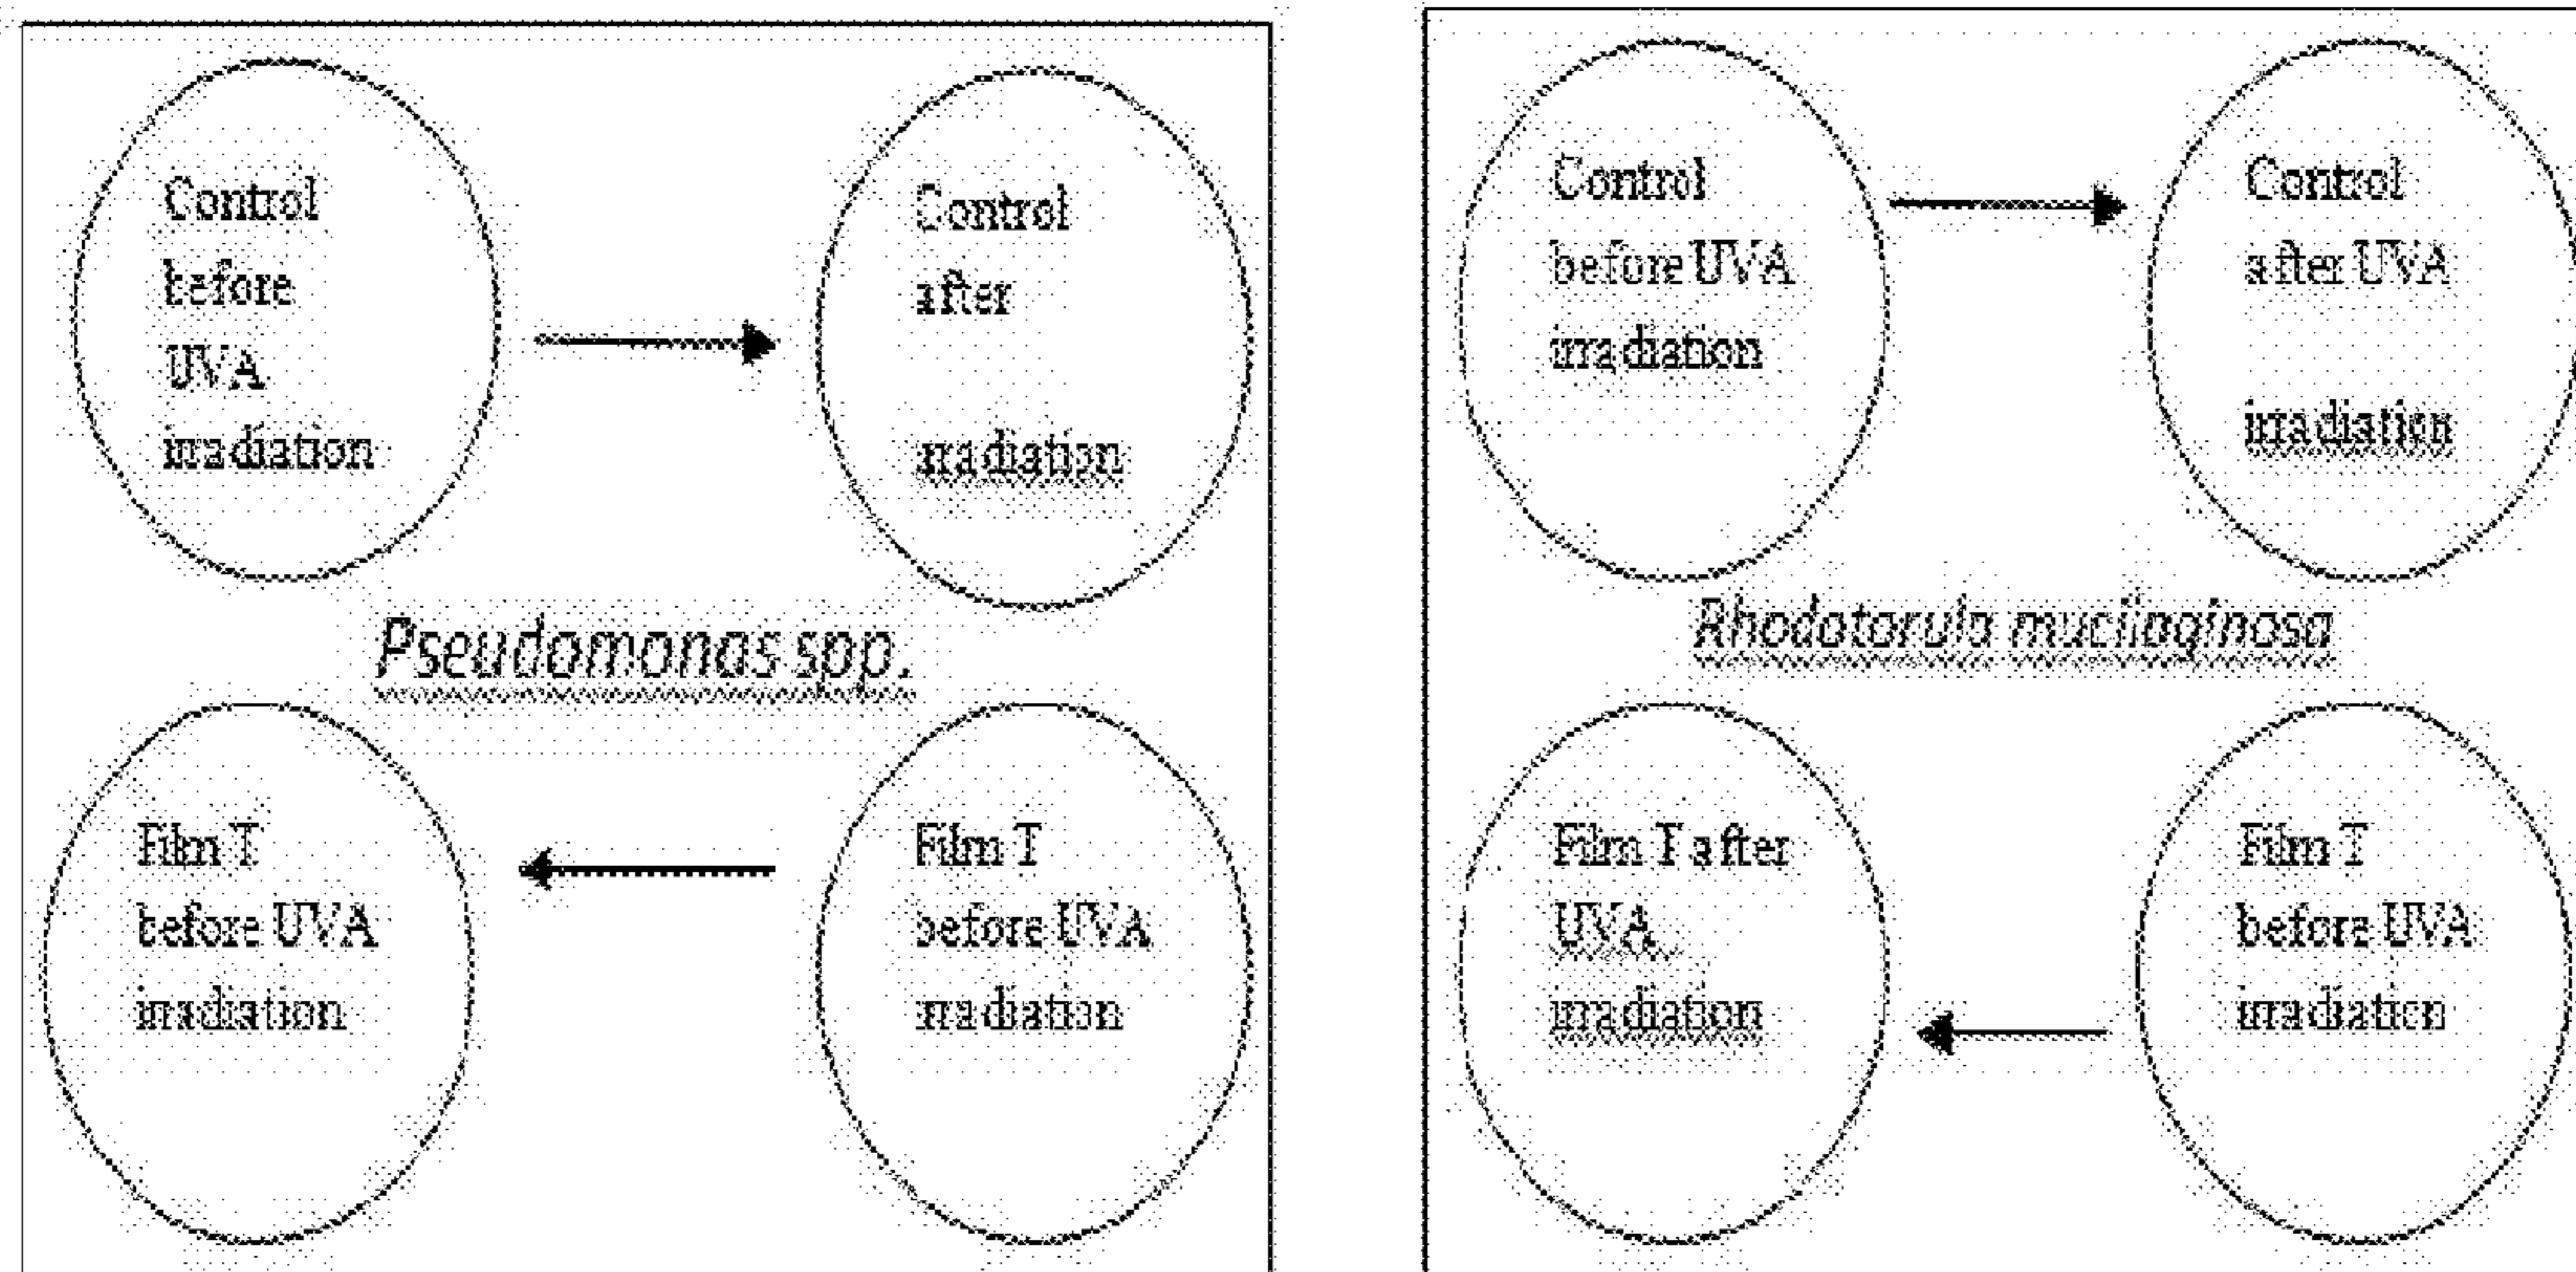 Control
before
UVA
irradiation
Control
after
irradiation
Pseudomonas spp.
Film T
before UVA
irradiation
Film T
before UVA
irradiation
Control
before UVA
irradiation
Control
after UVA
irradiation
Rhodotorula mucilaginosa
Film T after
UVA
irradiation
Film T
before UVA
irradiation